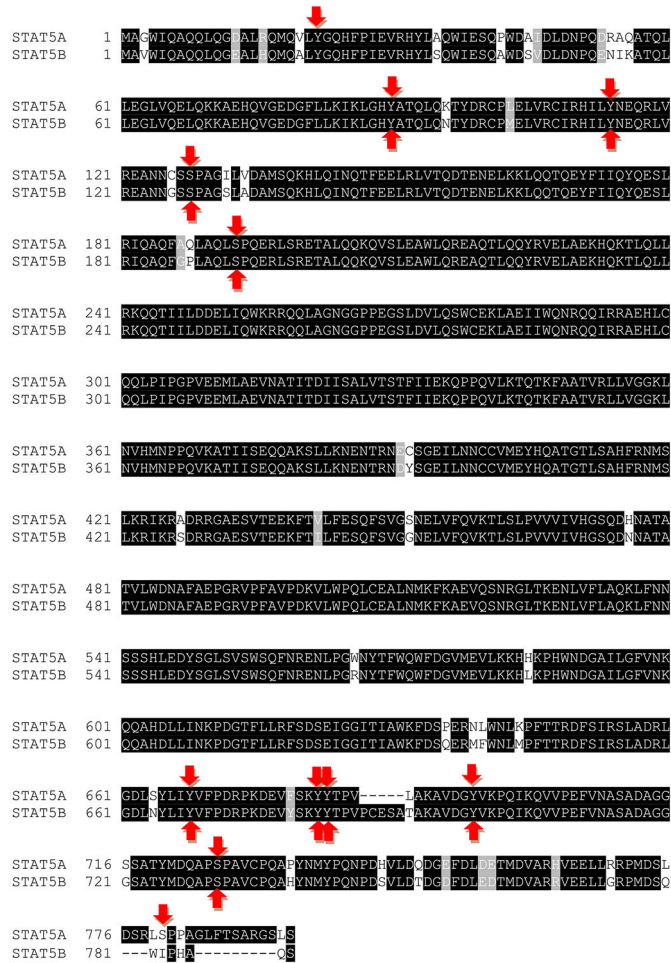 STAT5A 1 MAGWIQAQQLQGDALRQMQVLYGQHFPIEVRHYLAQWIESQPWDAIDLDNPQDRAQATQL
STAT5B 1 MAVWIQAQQLQGEALHQMQALYGQHFPIEVRHYLSQWIESQAWDSVDLDNPQENIKATQL
STAT5A 61 LEGLVQELQKKAEHQVGEDGFLLKIKLGHYATQLQKTYDRCPLELVRCIRHILYNEQRLV
STAT5B 61 LEGLVQELQKKAEHQVGEDGFLLKIKLGHYATQLQNTYDRCPMELVRCIRHILYNEQRLV
STAT5A 121 REANNCSSPAGILVDAMSQKHLQINQTFEELRLVTQDTENELKKLQQTQEYFIIQYQESL
STAT5B 121 REANNGSSPAGSLADAMSQKHLQINQTFEELRLVTQDTENELKKLQQTQEYFIIQYQESL
STAT5A 181 RIQAQFAQLAQLSPQERLSRETALQQKQVSLEAWLQREAQTLQQYRVELAEKHQKTLQLL
STAT5B 181 RIQAQFGPLAQLSPQERLSRETALQQKQVSLEAWLQREAQTLQQYRVELAEKHQKTLQLL
STAT5A 241 RKQQTIILDDELIQWKRRQQLAGNGGPPEGSLDVLQSWCEKLAEIIWQNRQQIRRAEHLC
STAT5B 241 RKQQTIILDDELIQWKRRQQLAGNGGPPEGSLDVLQSWCEKLAEIIWQNRQQIRRAEHLC
STAT5A 301 QQLPIPGPVEEMLAEVNATITDIISALVTSTFIIEKQPPQVLKTQTKFAATVRLLVGGKL
STAT5B 301 QQLPIPGPVEEMLAEVNATITDIISALVTSTFIIEKQPPQVLKTQTKFAATVRLLVGGKL
STAT5A 361 NVHMNPPQVKATIISEQQAKSLLKNENTRNECSGEILNNCCVMEYHQATGTLSAHFRNMS
STAT5B 361 NVHMNPPQVKATIISEQQAKSLLKNENTRNDYSGEILNNCCVMEYHQATGTLSAHFRNMS
STAT5A 421 LKRIKRADRRGAESVTEEKFTVLFESQFSVGSNELVFQVKTLSLPVVVIVHGSQDHNATA
STAT5B 421 LKRIKRSDRRGAESVTEEKFTILFESQFSVGGNELVFQVKTLSLPVVVIVHGSQDNNATA
STAT5A 481 TVLWDNAFAEPGRVPFAVPDKVLWPQLCEALNMKFKAEVQSNRGLTKENLVFLAQKLFNN
STAT5B 481 TVLWDNAFAEPGRVPFAVPDKVLWPQLCEALNMKFKAEVQSNRGLTKENLVFLAQKLFNN
STAT5A 541 SSSHLEDYSGLSVSWSQFNRENLPGWNYTFWQWFDGVMEVLKKHHKPHWNDGAILGFVNK
STAT5B 541 SSSHLEDYSGLSVSWSQFNRENLPGRNYTFWQWFDGVMEVLKKHLKPHWNDGAILGFVNK
STAT5A 601 QQAHDLLINKPDGTFLLRFSDSEIGGITIAWKFDSPERNLWNLKPFTTRDFSIRSLADRL
STAT5B 601 QQAHDLLINKPDGTFLLRFSDSEIGGITIAWKFDSQERMFWNLMPFTTRDFSIRSLADRL
STAT5A 661 GDLSYLIYVFPDRPKDEVFSKYYTPV-----LAKAVDGYVKPQIKQVVPEFVNASADAGG
STAT5B 661 GDLNYLIYVFPDRPKDEVYSKYYTPVPCESATAKAVDGYVKPQIKQVVPEFVNASADAGG
STAT5A 716 SSATYMDQAPSPAVCPQAPYNMYPQNPDHVLDQDGEFDLDETMDVARHVEELLRRPMDSL
STAT5B 721 GSATYMDQAPSPAVCPQAHYNMYPQNPDSVLDTDGDFDLEDTMDVARRVEELLGRPMDSQ
STAT5A 776 DSRLSPPAGLFTSARGSLS
STAT5B 781 ---WIPHA---------QS